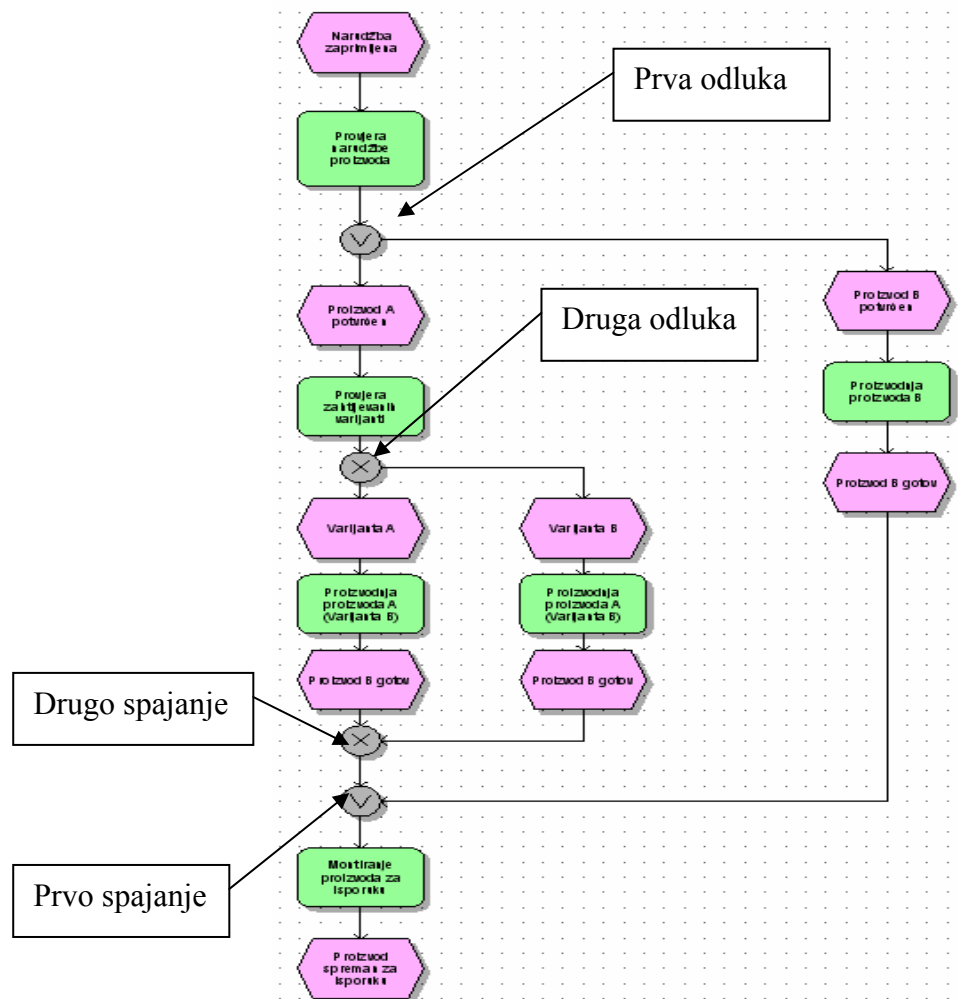 Narudžba
zaprimljena
Prva odluka
Provjera
narudžbe
proizvoda
Proizvod A
potvrđen
Proizvod B
potvrđen
Druga odluka
Provjera
zahtijevanih
varijanti
Proizvodnja
proizvoda B
Proizvod B gotov
Varijanta A
Varijanta B
Proizvodnja
proizvoda A
(Varijanta B)
Proizvodnja
proizvoda A
(Varijanta B)
Proizvod B gotov
Proizvod B gotov
Drugo spajanje
Prvo spajanje
Montiranje
proizvoda za
isporuku
Proizvod
spreman za
isporuku